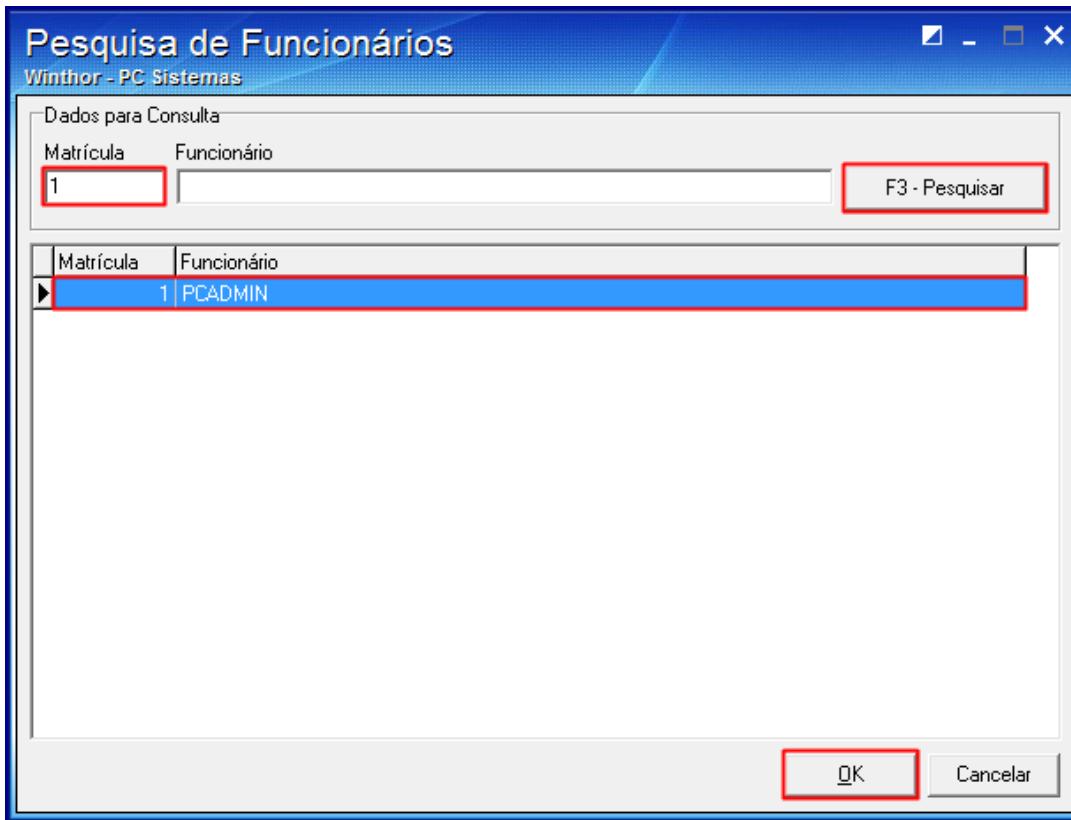 Pesquisa de Funcionários
Winthor - PC Sistemas
Dados para Consulta
Matrícula Funcionário
1 F3 - Pesquisar
Matrícula Funcionário
1 PCADMIN
OK Cancelar